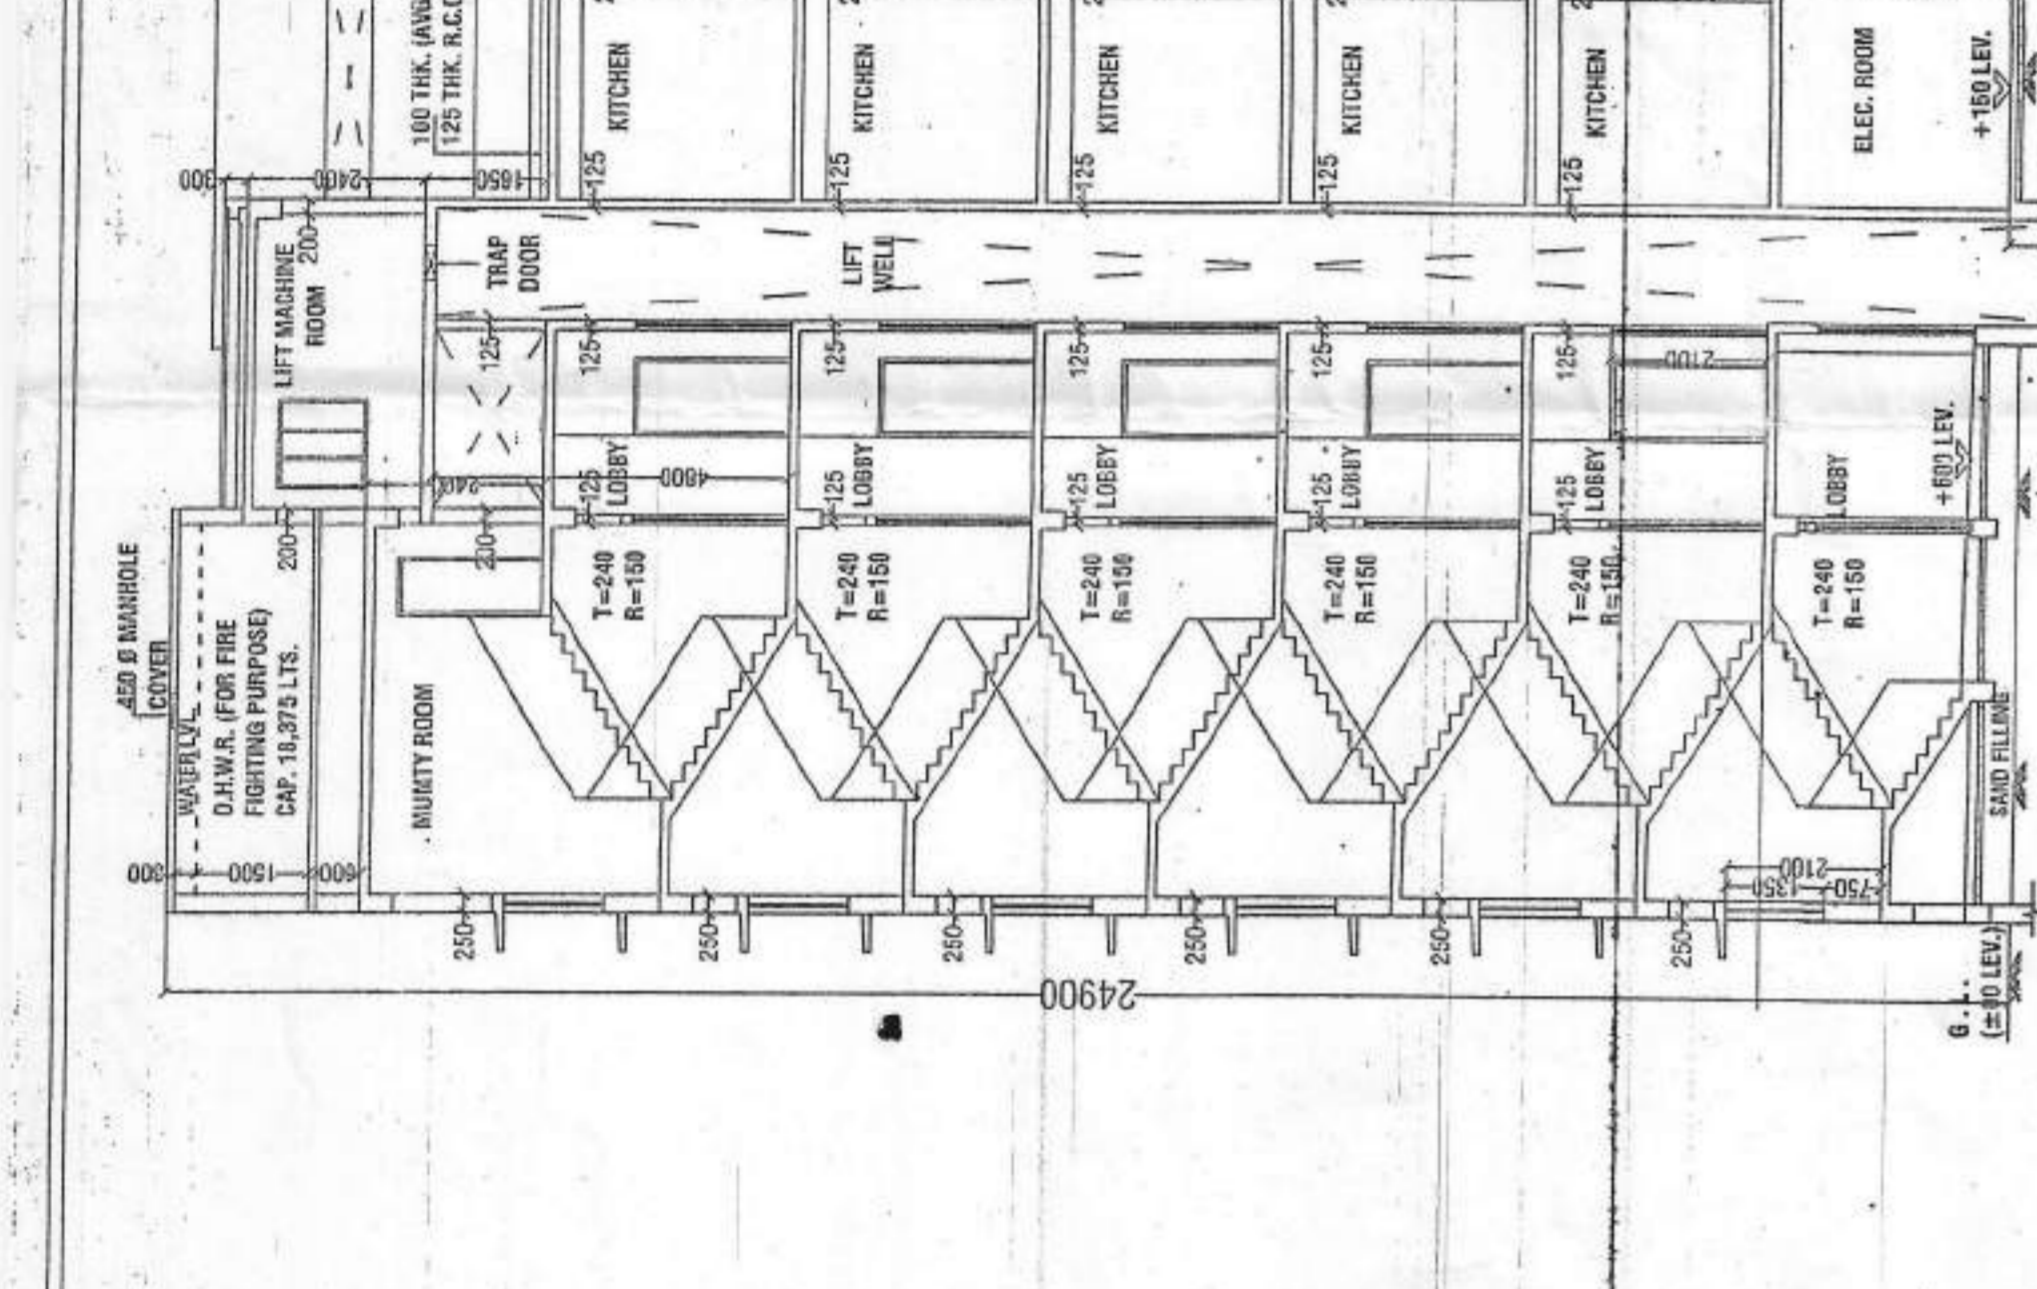 450 Ø MANHOLE
COVER
WATER LVL
O.H.W.R. (FOR FIRE
FIGHTING PURPOSE)
CAP. 18,375 LTS.
300
1500
600
200
LIFT MACHINE
ROOM
200
300
2400
1650
100 THK. (AVG
125 THK. R.C.C
MUMTY ROOM
200
TRAP
DOOR
LIFT
WELL
125
125
125
125
125
125
KITCHEN
KITCHEN
KITCHEN
KITCHEN
KITCHEN
ELEC. ROOM
+150 LEV.
125
125
125
125
125
2100
LOBBY
LOBBY
LOBBY
LOBBY
LOBBY
LOBBY
+600 LEV.
125
125
125
125
125
T=240
R=150
T=240
R=150
T=240
R=150
T=240
R=150
T=240
R=150
T=240
R=150
SAND FILLING
2100
1350
750
250
250
250
250
250
250
24900